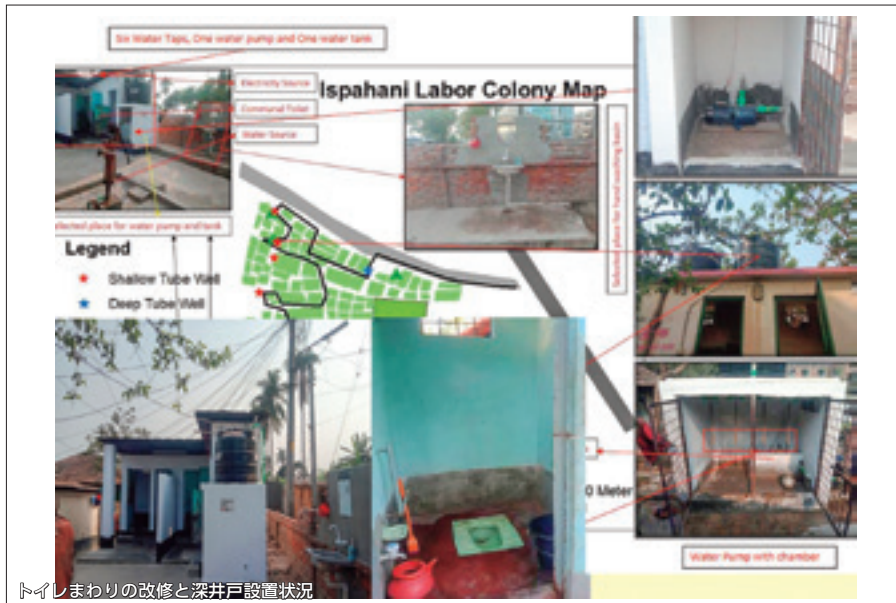 Six Water Taps, One water pump and One water tank
Electricity Source
Communal Toilet
Water Source
Ispahani Labor Colony Map
Selected place for hand washing basin
elected place for water pump and tank
Legend
Shallow Tube Well
Deep Tube Well
0 Meter
Water Pump with chamber
トイレまわりの改修と深井戸設置状況